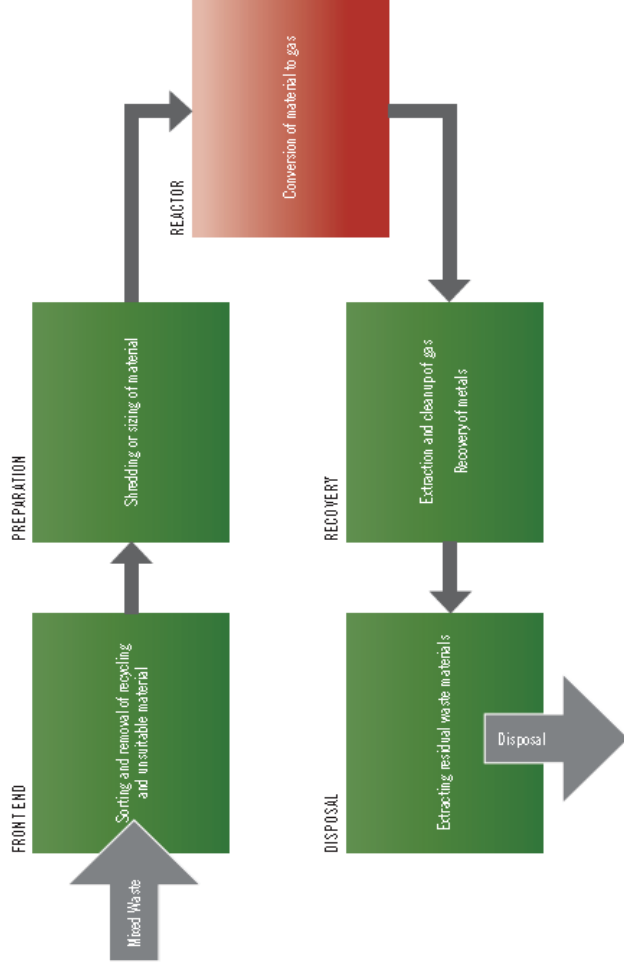 Mixed Waste
FRONT END
Sorting and removal of recycling
and unsuitable material
PREPARATION
Shredding or sizing of material
REACTOR
Conversion of material to gas
RECOVERY
Extraction and cleanup of gas
Recovery of metals
DISPOSAL
Extracting residual waste materials
Disposal